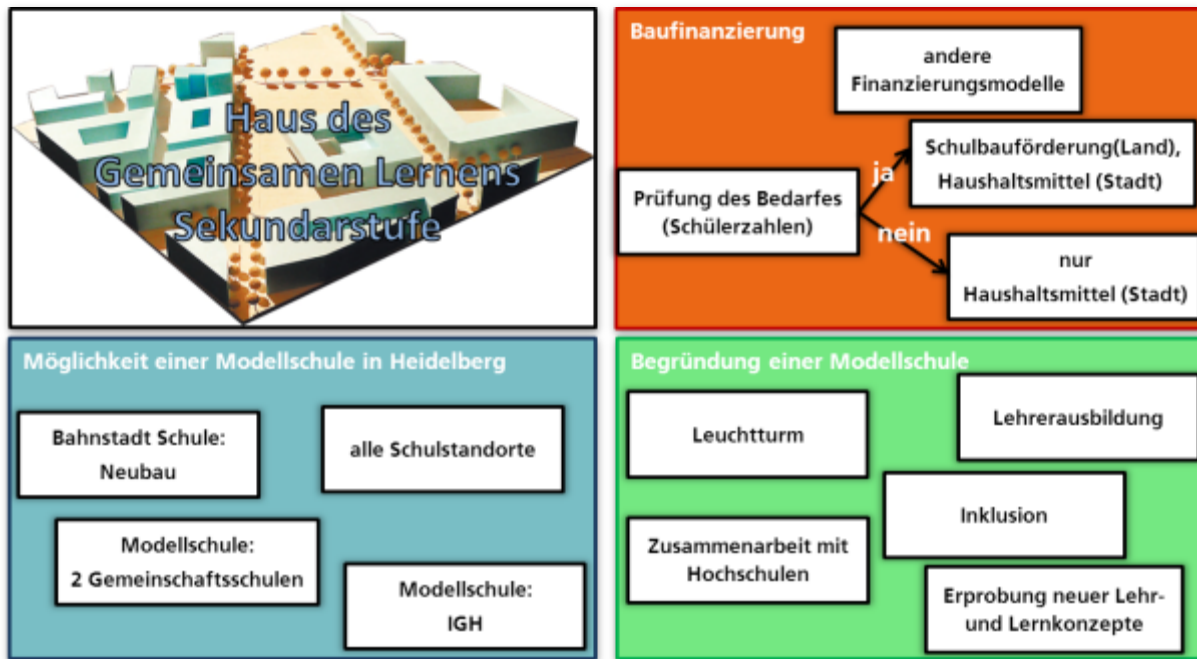 Haus des
Gemeinsamen Lernens
Sekundarstufe
Baufinanzierung
andere
Finanzierungsmodelle
Schulbauförderung(Land),
Haushaltsmittel (Stadt)
ja
Prüfung des Bedarfes
(Schülerzahlen)
nein
nur
Haushaltsmittel (Stadt)
Möglichkeit einer Modellschule in Heidelberg
Bahnstadt Schule:
Neubau
alle Schulstandorte
Modellschule:
2 Gemeinschaftsschulen
Modellschule:
IGH
Begründung einer Modellschule
Leuchtturm
Lehrerausbildung
Inklusion
Zusammenarbeit mit
Hochschulen
Erprobung neuer Lehr-
und Lernkonzepte